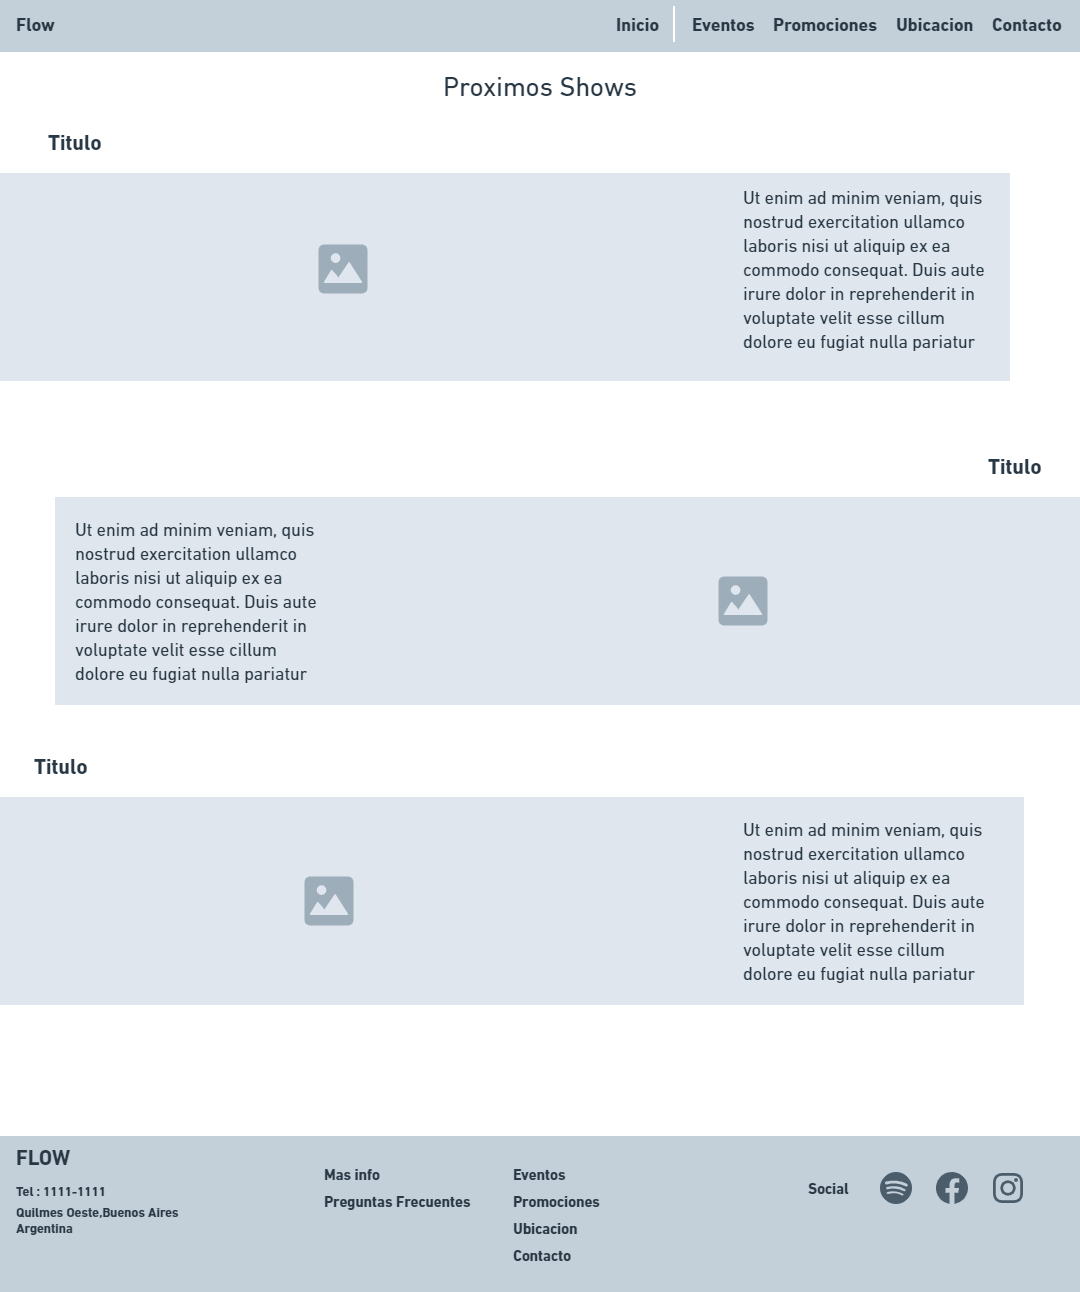 Flow
Inicio
Eventos
Promociones
Ubicacion
Contacto
Proximos Shows
Titulo
Ut enim ad minim veniam, quis
nostrud exercitation ullamco
laboris nisi ut aliquip ex ea
commodo consequat. Duis aute
irure dolor in reprehenderit in
voluptate velit esse cillum
dolore eu fugiat nulla pariatur
Titulo
Ut enim ad minim veniam, quis
nostrud exercitation ullamco
laboris nisi ut aliquip ex ea
commodo consequat. Duis aute
irure dolor in reprehenderit in
voluptate velit esse cillum
dolore eu fugiat nulla pariatur
Titulo
Ut enim ad minim veniam, quis
nostrud exercitation ullamco
laboris nisi ut aliquip ex ea
commodo consequat. Duis aute
irure dolor in reprehenderit in
voluptate velit esse cillum
dolore eu fugiat nulla pariatur
FLOW
Tel : 1111-1111
Quilmes Oeste,Buenos Aires
Argentina
Mas info
Preguntas Frecuentes
Eventos
Promociones
Ubicacion
Contacto
Social